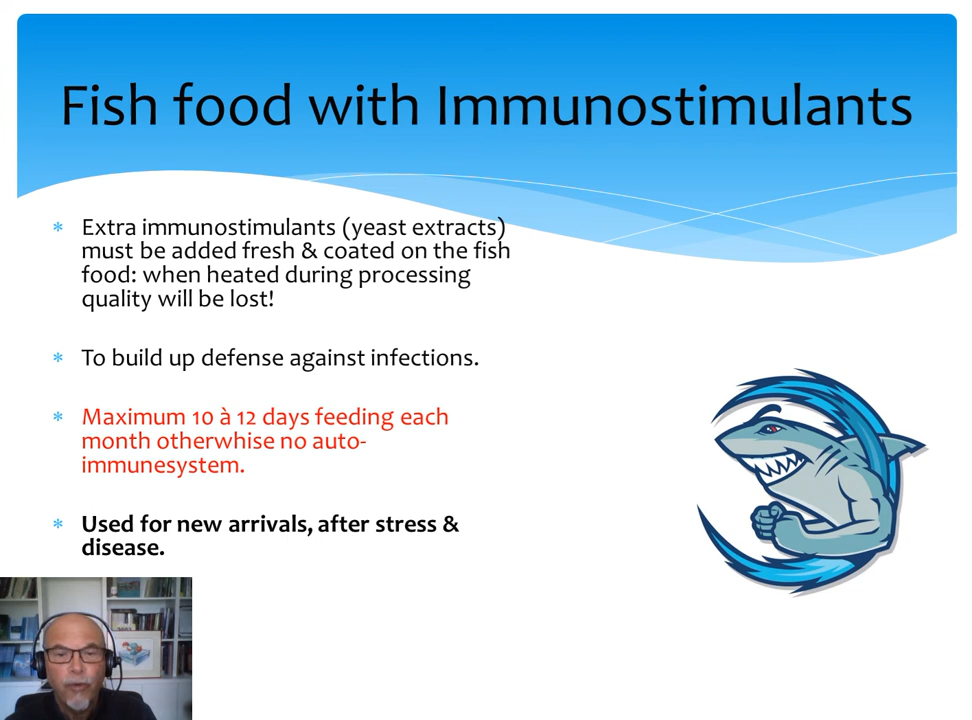 Fish food with Immunostimulants
* Extra immunostimulants (yeast extracts)
must be added fresh & coated on the fish
food: when heated during processing
quality will be lost!
* To build up defense against infections.
* Maximum 10 à 12 days feeding each
month otherwhise no auto-
immunesystem.
* Used for new arrivals, after stress &
disease.